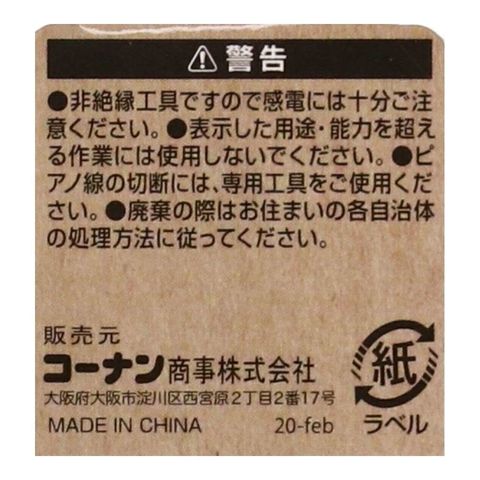 警告
●非絶縁工具ですので感電には十分ご注
意ください。●表示した用途・能力を超え
る作業には使用しないでください。●ピ
アノ線の切断には、専用工具をご使用くだ
さい。●廃棄の際はお住まいの各自治体
の処理方法に従ってください。
販売元
コーナン商事株式会社
大阪府大阪市淀川区西宮原2丁目2番17号
MADE IN CHINA 20-feb
紙
ラベル